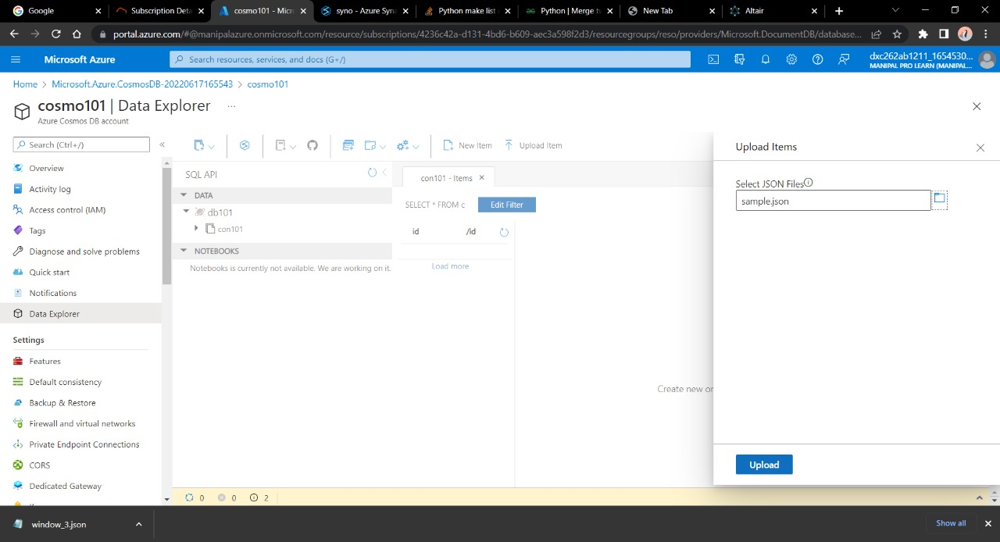 Google
Subscription Deta
cosmo101 - Micro
syno - Azure Syna
Python make list o
Python | Merge tw
New Tab
Altair
portal.azure.com/#@manipalazure.onmicrosoft.com/resource/subscriptions/4236c42a-d131-4bd6-b609-aec3a598f2d3/resourcegroups/reso/providers/Microsoft.DocumentDB/database...
Microsoft Azure
Search resources, services, and docs (G+/)
dxc262ab1211_1654530...
MANIPAL PRO LEARN (MANIPAL...
Home > Microsoft.Azure.CosmosDB-20220617165543 > cosmo101
cosmo101 | Data Explorer ...
Azure Cosmos DB account
Search (Ctrl+/)
Overview
Activity log
Access control (IAM)
Tags
Diagnose and solve problems
Quick start
Notifications
Data Explorer
Settings
Features
Default consistency
Backup & Restore
Firewall and virtual networks
Private Endpoint Connections
CORS
Dedicated Gateway
New Item
Upload Item
SQL API
DATA
db101
con101
NOTEBOOKS
Notebooks is currently not available. We are working on it.
con101 - Items
SELECT * FROM c
Edit Filter
id
/id
Load more
Create new or
0
0
2
Upload Items
Select JSON Files
sample.json
Upload
window_3.json
Show all